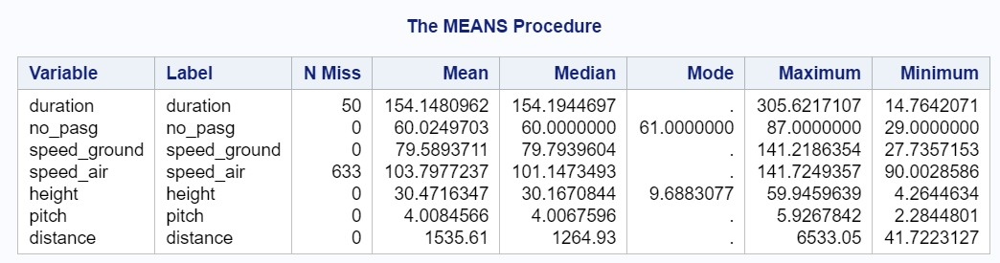 The MEANS Procedure
Variable Label N Miss Mean Median Mode Maximum Minimum
duration duration 50 154.1480962 154.1944697 . 305.6217107 14.7642071
no_pasg no_pasg 0 60.0249703 60.0000000 61.0000000 87.0000000 29.0000000
speed_ground speed_ground 0 79.5893711 79.7939604 . 141.2186354 27.7357153
speed_air speed_air 633 103.7977237 101.1473493 . 141.7249357 90.0028586
height height 0 30.4716347 30.1670844 9.6883077 59.9459639 4.2644634
pitch pitch 0 4.0084566 4.0067596 . 5.9267842 2.2844801
distance distance 0 1535.61 1264.93 . 6533.05 41.7223127